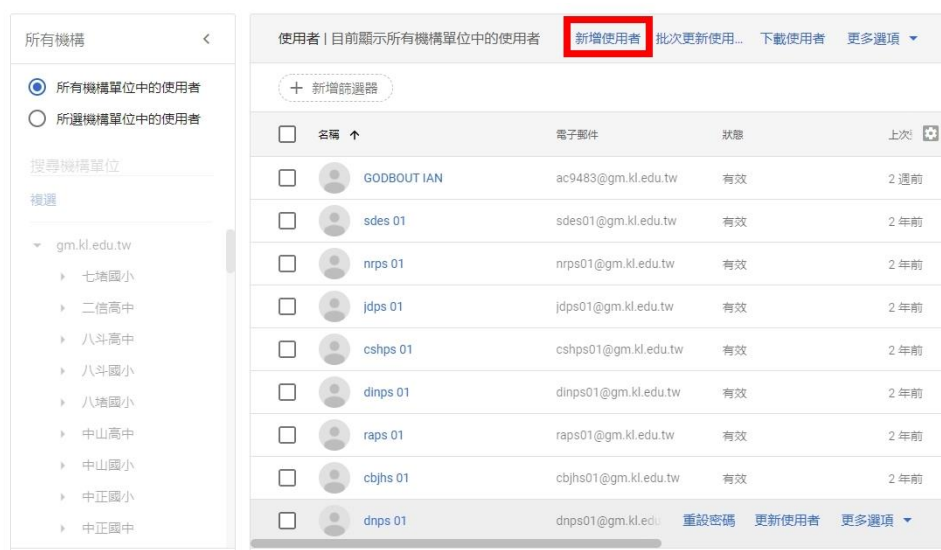 所有機構
所有機構單位中的使用者
所選機構單位中的使用者
搜尋機構單位
複選
gm.kl.edu.tw
七堵國小
二信高中
八斗高中
八斗國小
八堵國小
中山高中
中山國小
中正國小
中正國中
使用者 | 目前顯示所有機構單位中的使用者 新增使用者 批次更新使用... 下載使用者 更多選項
+ 新增篩選器
名稱 ↑ 電子郵件 狀態 上次
GODBOUT IAN ac9483@gm.kl.edu.tw 有效 2 週前
sdes 01 sdes01@gm.kl.edu.tw 有效 2 年前
nrps 01 nrps01@gm.kl.edu.tw 有效 2 年前
jdps 01 jdps01@gm.kl.edu.tw 有效 2 年前
cshps 01 cshps01@gm.kl.edu.tw 有效 2 年前
dinps 01 dinps01@gm.kl.edu.tw 有效 2 年前
raps 01 raps01@gm.kl.edu.tw 有效 2 年前
cbjhs 01 cbjhs01@gm.kl.edu.tw 有效 2 年前
dnps 01 dnps01@gm.kl.edu 重設密碼 更新使用者 更多選項